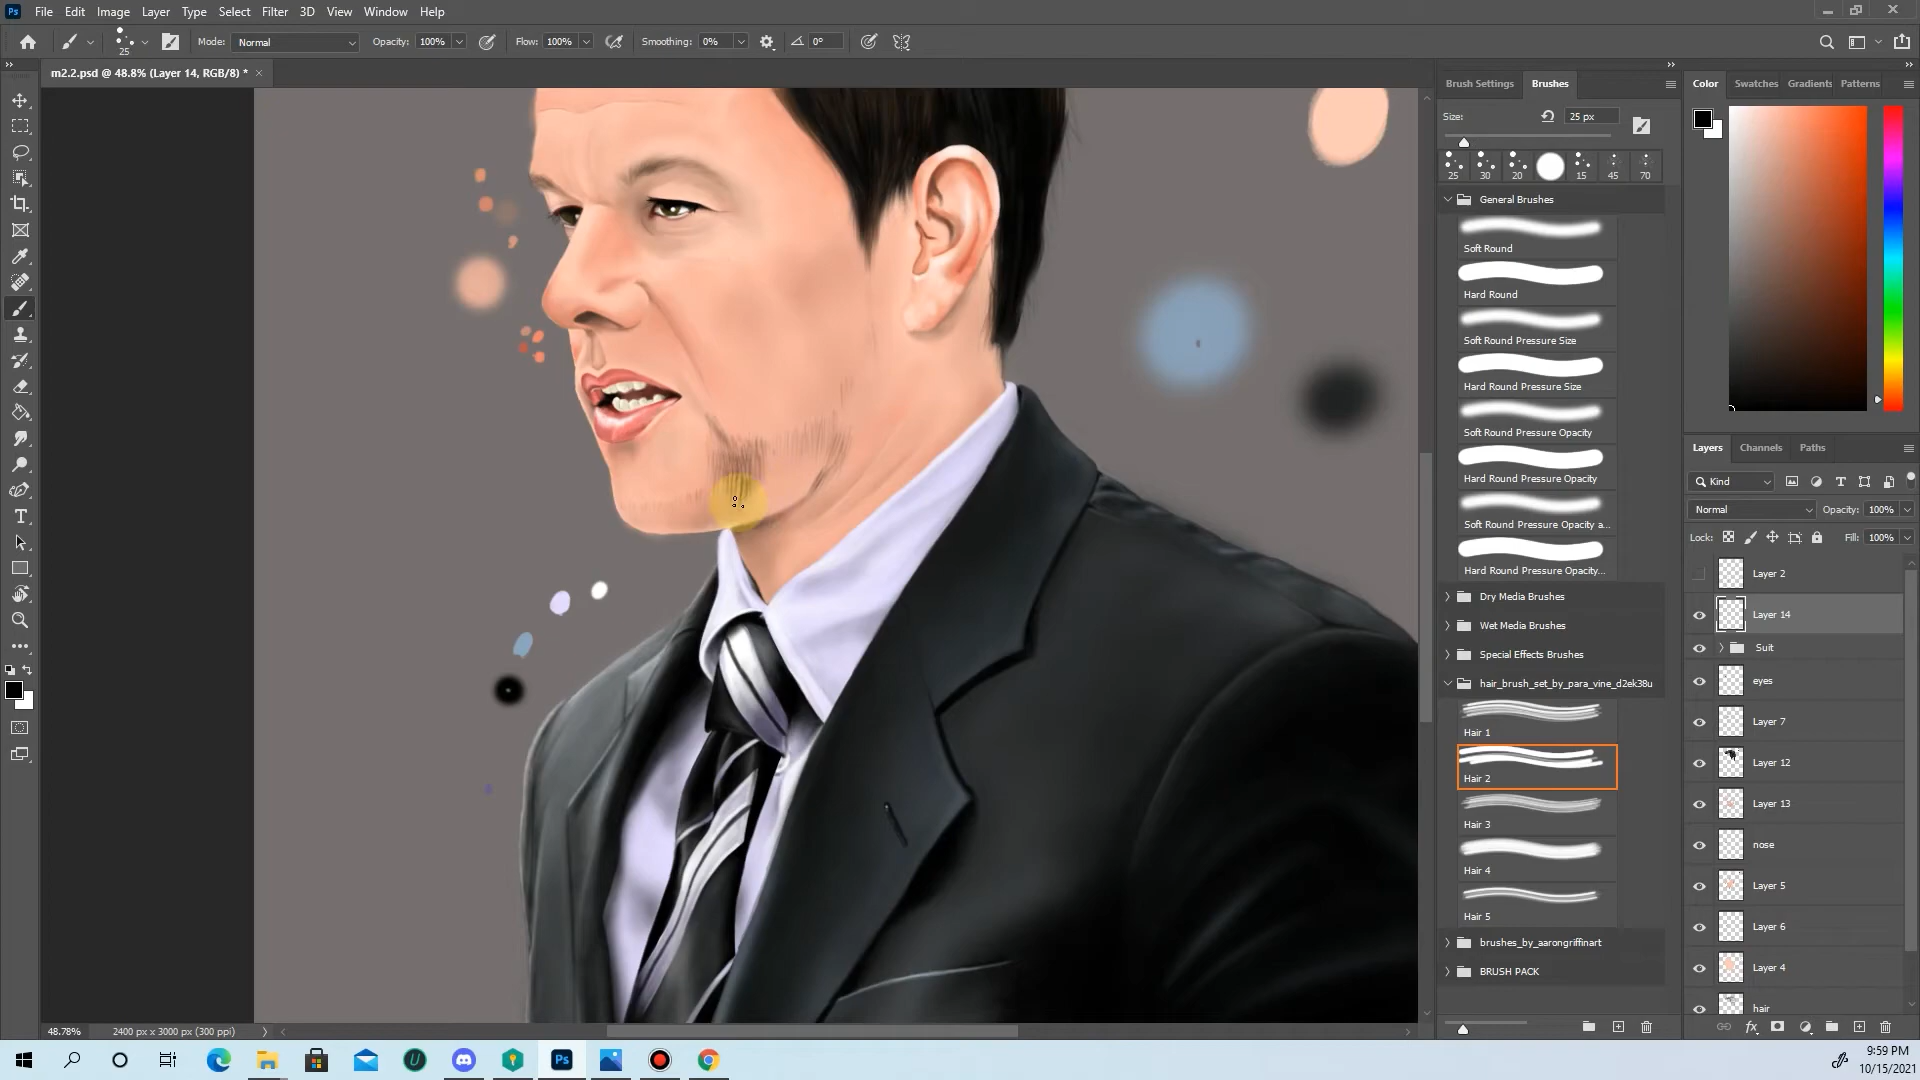 Ps File Edit Image Layer Type Select Filter 3D View Window Help
25 Mode: Normal Opacity: 100% Flow: 100% Smoothing: 0% 0°
m2.2.psd @ 48.8% (Layer 14, RGB/8) *
Brush Settings Brushes
Size: 25 px
25 30 20 15 45 70
General Brushes
Soft Round
Hard Round
Soft Round Pressure Size
Hard Round Pressure Size
Soft Round Pressure Opacity
Hard Round Pressure Opacity
Soft Round Pressure Opacity a...
Hard Round Pressure Opacity...
Dry Media Brushes
Wet Media Brushes
Special Effects Brushes
hair_brush_set_by_para_vine_d2ek38u
Hair 1
Hair 2
Hair 3
Hair 4
Hair 5
brushes_by_aarongriffinart
BRUSH PACK
Color Swatches Gradients Patterns
Layers Channels Paths
Kind
Normal Opacity: 100%
Lock: Fill: 100%
Layer 2
Layer 14
Suit
eyes
Layer 7
Layer 12
Layer 13
nose
Layer 5
Layer 6
Layer 4
hair
fx
48.78% 2400 px x 3000 px (300 ppi)
Ps
9:59 PM
10/15/2021